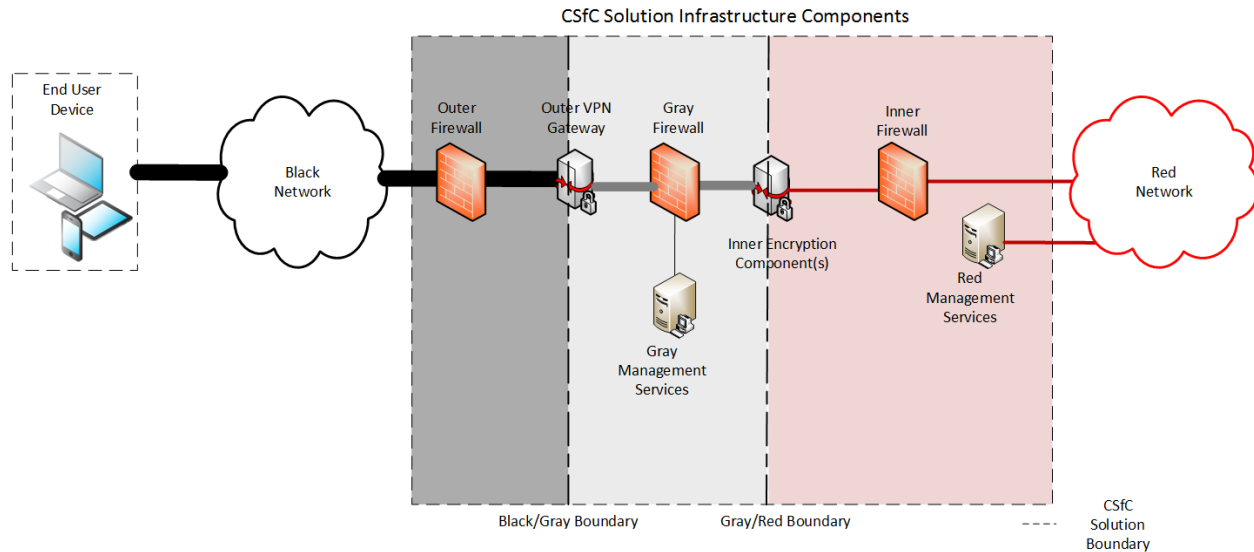 CSfC Solution Infrastructure Components
End User
Device
Black
Network
Outer
Firewall
Outer VPN
Gateway
Gray
Firewall
Gray
Management
Services
Inner Encryption
Component(s)
Inner
Firewall
Red
Management
Services
Red
Network
Black/Gray Boundary
Gray/Red Boundary
CSfC
Solution
Boundary